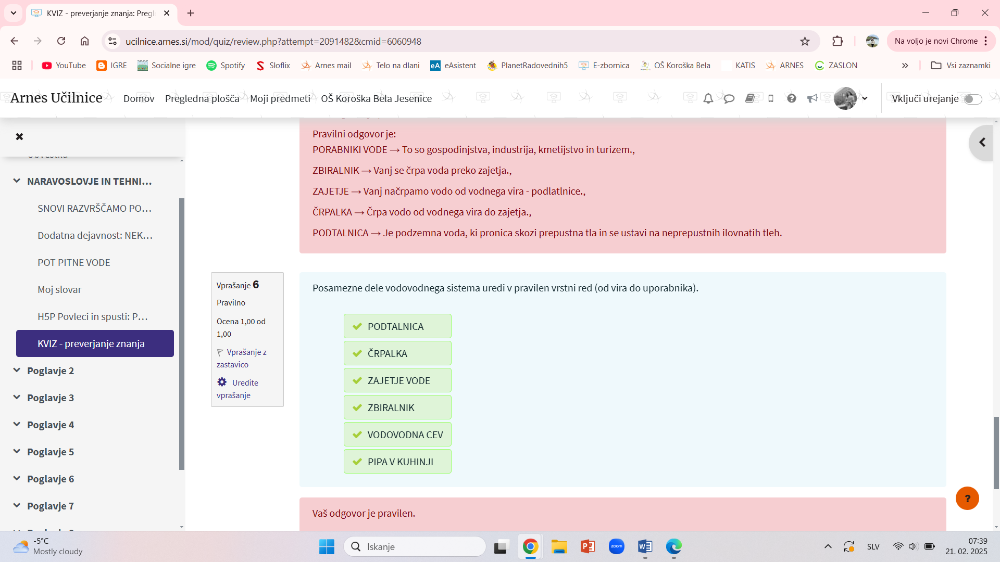 KVIZ - preverjanje znanja: Pregl
ucilnice.arnes.si/mod/quiz/review.php?attempt=2091482&cmid=6060948
Na voljo je novi Chrome
YouTube IGRE Socialne igre Spotify Sloflix Arnes mail Telo na dlani eAsistent PlanetRadovednih5 E-zbornica OŠ Koroška Bela KATIS ARNES ZASLON Vsi zaznamki
Arnes Učilnice Domov Pregledna plošča Moji predmeti OŠ Koroška Bela Jesenice Vključi urejanje
Obvestila
NARAVOSLOVJE IN TEHNI...
SNOVI RAZVRŠČAMO PO...
Dodatna dejavnost: NEK...
POT PITNE VODE
Moj slovar
H5P Povleci in spusti: P...
KVIZ - preverjanje znanja
Poglavje 2
Poglavje 3
Poglavje 4
Poglavje 5
Poglavje 6
Poglavje 7
Pravilni odgovor je:
PORABNIKI VODE → To so gospodinjstva, industrija, kmetijstvo in turizem.,
ZBIRALNIK → Vanj se črpa voda preko zajetja.,
ZAJETJE → Vanj načrpamo vodo od vodnega vira - podlatlnice.,
ČRPALKA → Črpa vodo od vodnega vira do zajetja.,
PODTALNICA → Je podzemna voda, ki pronica skozi prepustna tla in se ustavi na neprepustnih ilovnatih tleh.
Vprašanje 6
Pravilno
Ocena 1,00 od
1,00
Vprašanje z
zastavico
Uredite
vprašanje
Posamezne dele vodovodnega sistema uredi v pravilen vrstni red (od vira do uporabnika).
PODTALNICA
ČRPALKA
ZAJETJE VODE
ZBIRALNIK
VODOVODNA CEV
PIPA V KUHINJI
Vaš odgovor je pravilen.
?
-5°C
Mostly cloudy
Iskanje
zoom
SLV
07:39
21. 02. 2025